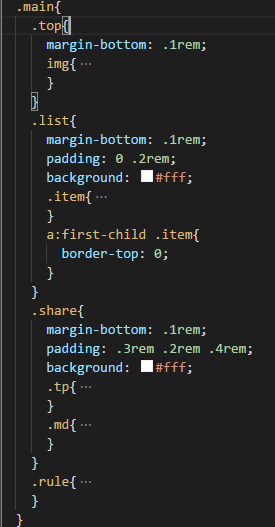 .main{
.top{
margin-bottom: .1rem;
img{ ···
}
}
.list{
margin-bottom: .1rem;
padding: 0 .2rem;
background: #fff;
.item{ ···
}
a:first-child .item{
border-top: 0;
}
}
.share{
margin-bottom: .1rem;
padding: .3rem .2rem .4rem;
background: #fff;
.tp{ ···
}
.md{ ···
}
}
.rule{ ···
}
}